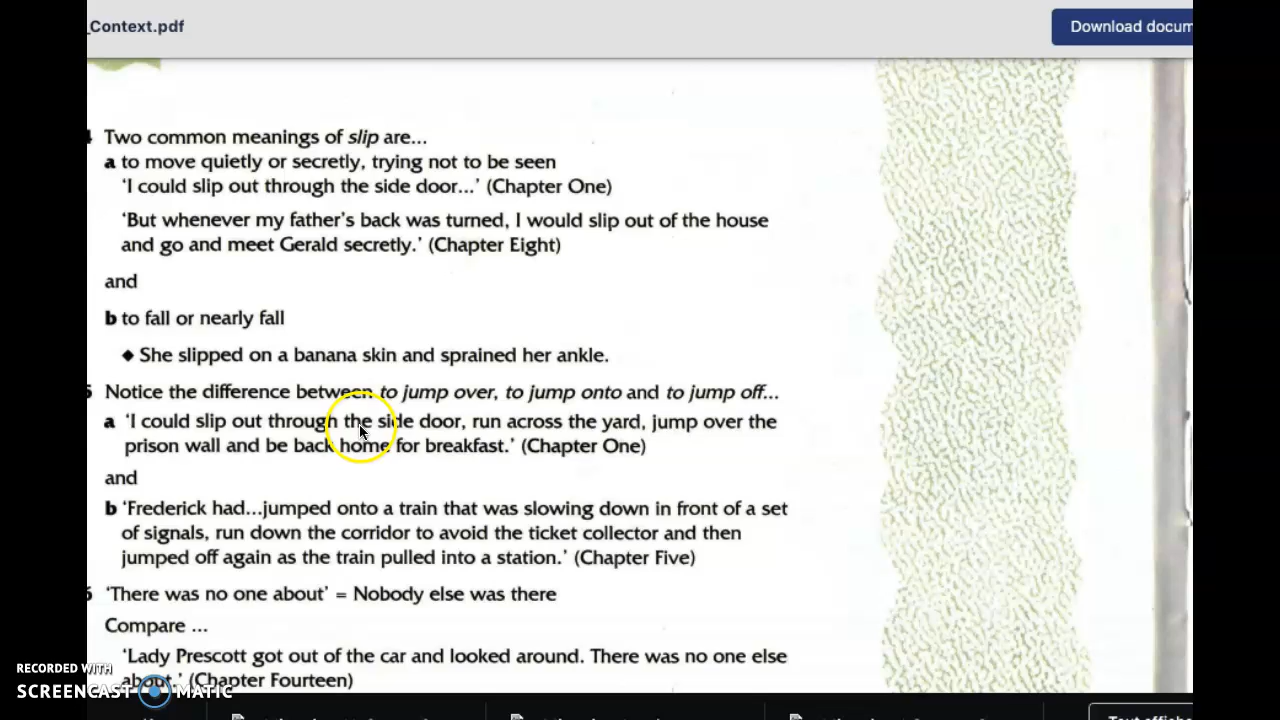 _Context.pdf
Download docum
4 Two common meanings of slip are...
a to move quietly or secretly, trying not to be seen
'I could slip out through the side door...' (Chapter One)
'But whenever my father's back was turned, I would slip out of the house
and go and meet Gerald secretly.' (Chapter Eight)
and
b to fall or nearly fall
◆ She slipped on a banana skin and sprained her ankle.
5 Notice the difference between to jump over, to jump onto and to jump off...
a 'I could slip out through the side door, run across the yard, jump over the
prison wall and be back home for breakfast.' (Chapter One)
and
b 'Frederick had...jumped onto a train that was slowing down in front of a set
of signals, run down the corridor to avoid the ticket collector and then
jumped off again as the train pulled into a station.' (Chapter Five)
6 'There was no one about' = Nobody else was there
Compare ...
'Lady Prescott got out of the car and looked around. There was no one else
about.' (Chapter Fourteen)
RECORDED WITH
SCREENCAST MATIC